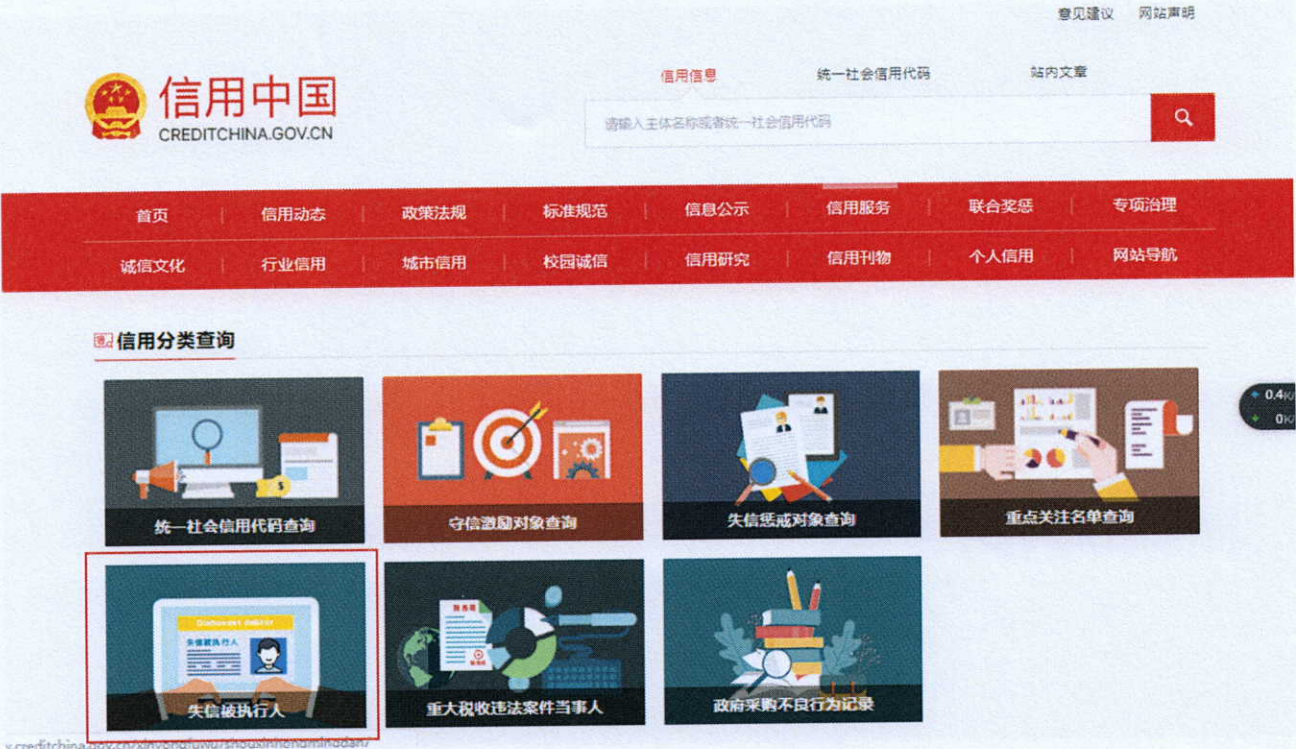 意见建议 网站声明
信用信息 统一社会信用代码 站内文章
信用中国
CREDITCHINA.GOV.CN
请输入主体名称或者统一社会信用代码
首页 信用动态 政策法规 标准规范 信息公示 信用服务 联合奖惩 专项治理
诚信文化 行业信用 城市信用 校园诚信 信用研究 信用刊物 个人信用 网站导航
信用分类查询
0.4K/
0K/
统一社会信用代码查询 守信激励对象查询 失信惩戒对象查询 重点关注名单查询
失信被执行人
失信被执行人 重大税收违法案件当事人 政府采购不良行为记录